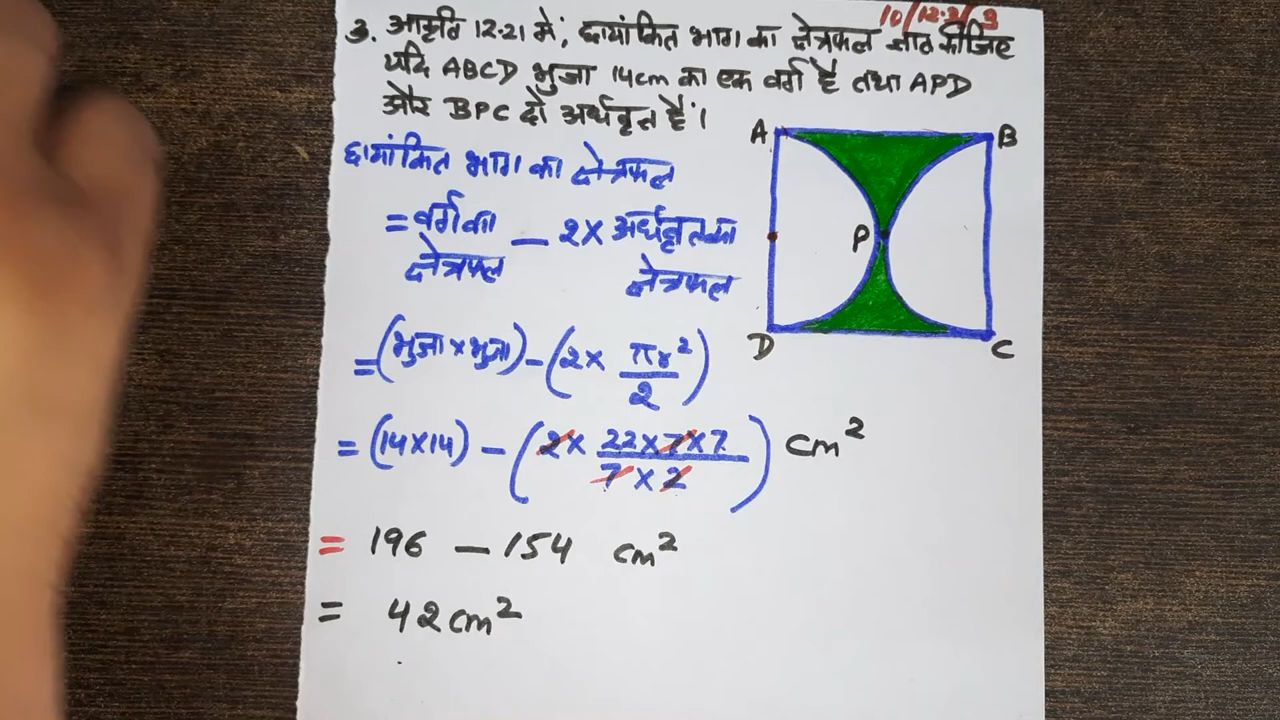 10/12.3/3
3. आकृति 12.21 में, छायांकित भाग का क्षेत्रफल ज्ञात कीजिए
यदि ABCD भुजा 14cm का एक वर्ग है तथा APD
और BPC दो अर्धवृत्त हैं।
छायांकित भाग का क्षेत्रफल
= वर्ग का क्षेत्रफल - 2 × अर्धवृत्त का क्षेत्रफल
= (भुजा × भुजा) - (2 × πr²/2)
= (14×14) - (2 × 22×7×7/7×2) cm²
= 196 - 154 cm²
= 42 cm²
A B
P
D C